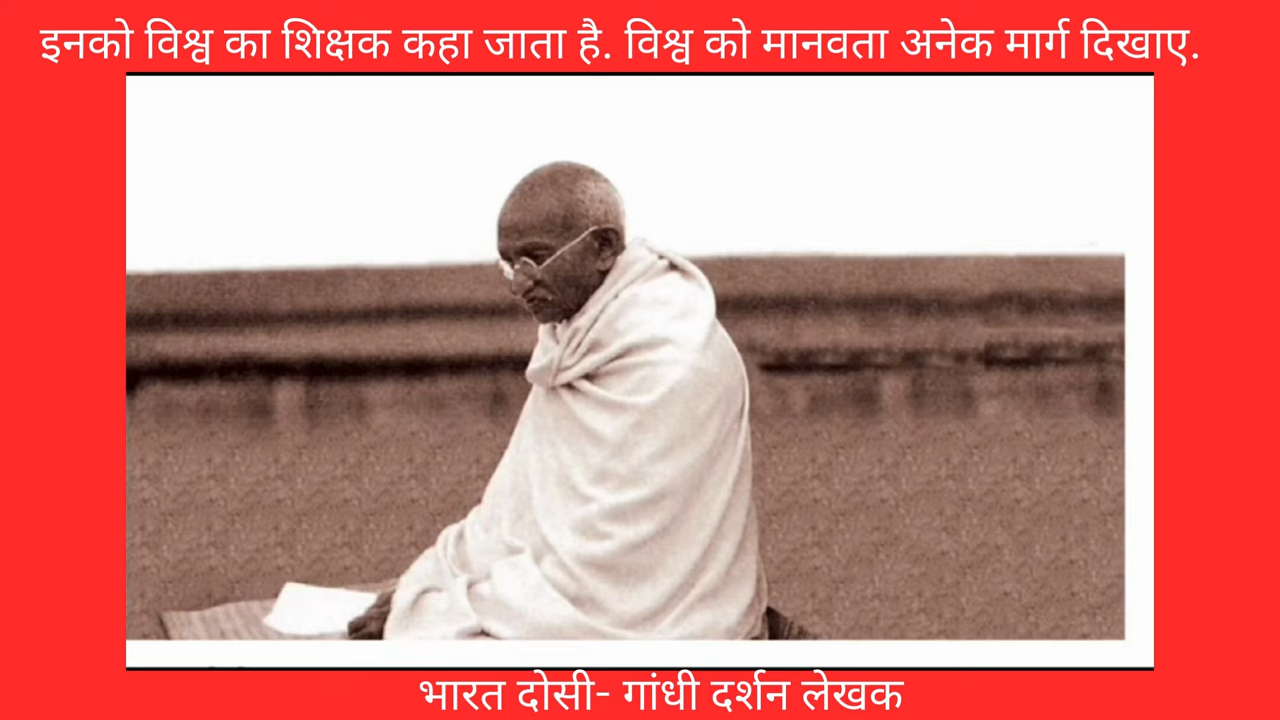 इनको विश्व का शिक्षक कहा जाता है. विश्व को मानवता अनेक मार्ग दिखाए.
भारत दोसी- गांधी दर्शन लेखक